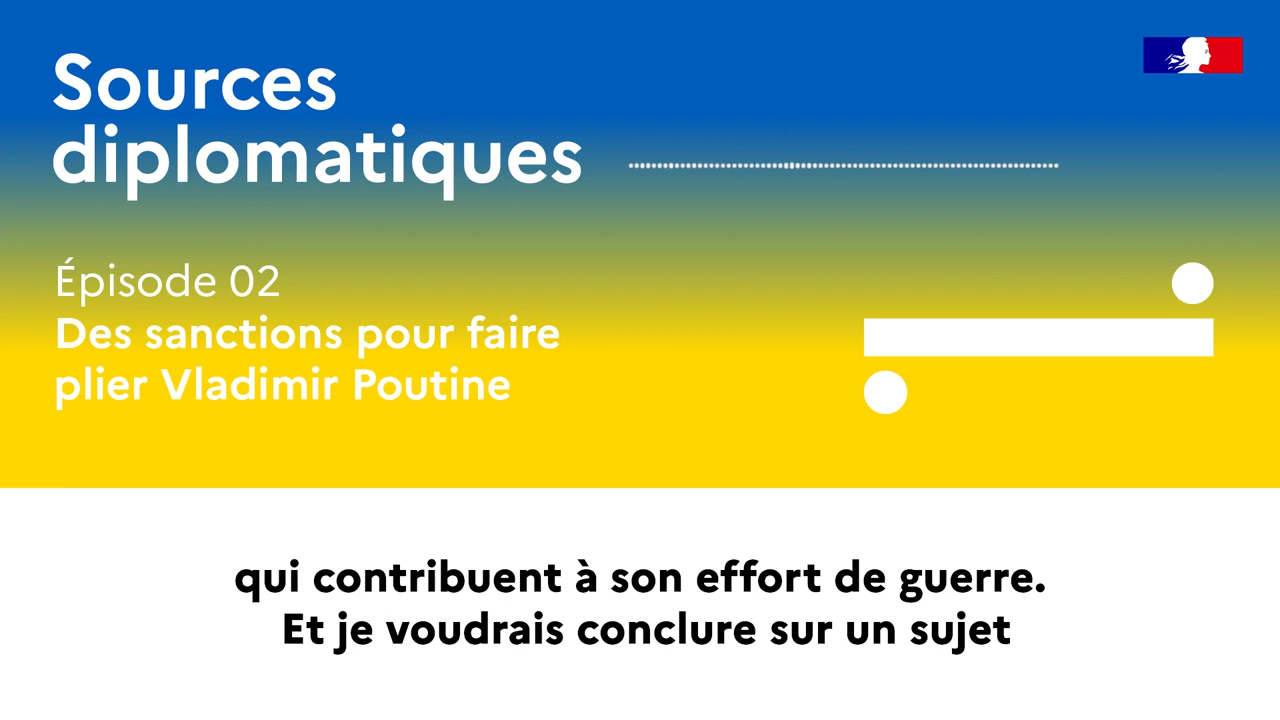 Sources
diplomatiques
Épisode 02
Des sanctions pour faire
plier Vladimir Poutine
qui contribuent à son effort de guerre.
Et je voudrais conclure sur un sujet